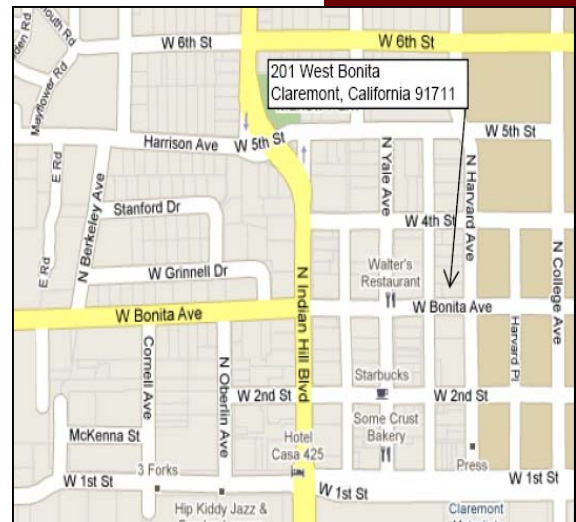 W 6th St
W 6th St
Mayflower Rd
201 West Bonita
Claremont, California 91711
Harrison Ave
W 5th St
W 5th St
E Rd
E Rd
N Berkeley Ave
Stanford Dr
W Grinnell Dr
N Yale Ave
N Harvard Ave
W 4th St
N College Ave
Walter's
Restaurant
W Bonita Ave
W Bonita Ave
N Indian Hill Blvd
Cornell Ave
N Oberlin Ave
Harvard Pl
Starbucks
W 2nd St
W 2nd St
Some Crust
Bakery
McKenna St
Hotel
Casa 425
3 Forks
Press
W 1st St
W 1st St
W 1st St
Hip Kiddy Jazz &
Claremont